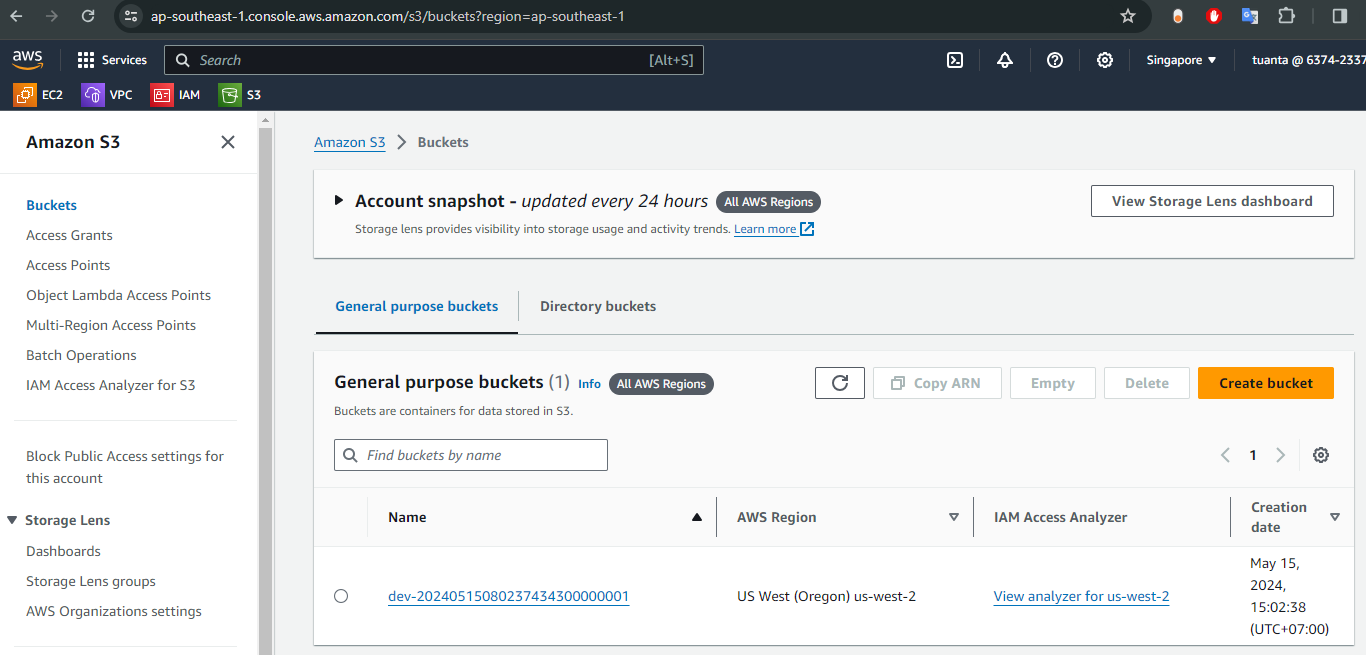 ap-southeast-1.console.aws.amazon.com/s3/buckets?region=ap-southeast-1
aws Services Search [Alt+S] Singapore tuanta @ 6374-2337
EC2 VPC IAM S3
Amazon S3
Buckets
Access Grants
Access Points
Object Lambda Access Points
Multi-Region Access Points
Batch Operations
IAM Access Analyzer for S3
Block Public Access settings for
this account
Storage Lens
Dashboards
Storage Lens groups
AWS Organizations settings
Amazon S3 Buckets
Account snapshot - updated every 24 hours All AWS Regions View Storage Lens dashboard
Storage lens provides visibility into storage usage and activity trends. Learn more
General purpose buckets Directory buckets
General purpose buckets (1) Info All AWS Regions Copy ARN Empty Delete Create bucket
Buckets are containers for data stored in S3.
Find buckets by name 1
Name AWS Region IAM Access Analyzer Creation
date
dev-20240515080237434300000001 US West (Oregon) us-west-2 View analyzer for us-west-2 May 15,
2024,
15:02:38
(UTC+07:00)